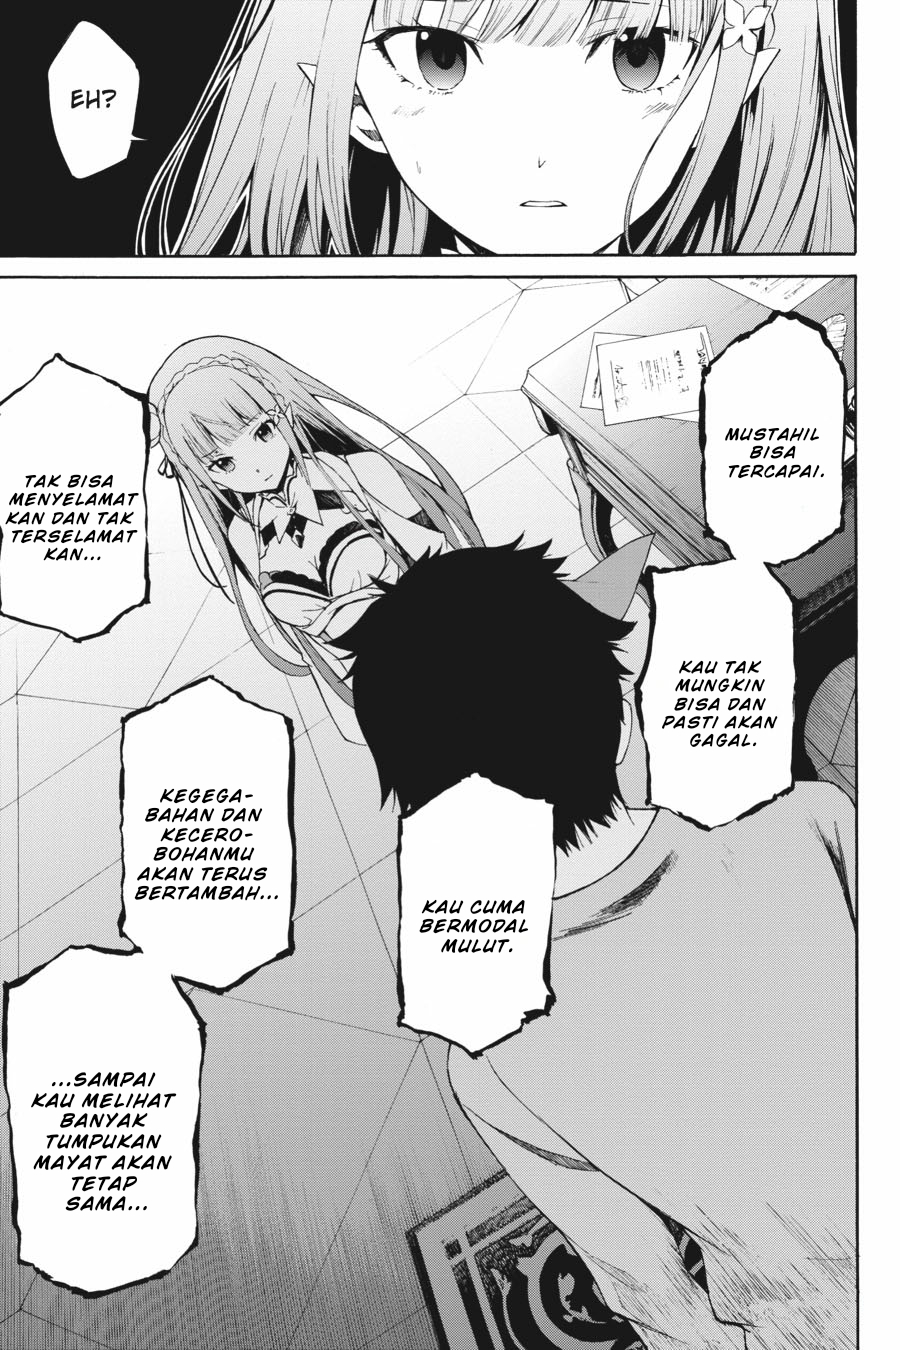 EH?
MUSTAHIL
BISA
TERCAPAI.
KAU TAK
MUNGKIN
BISA DAN
PASTI AKAN
GAGAL.
KAU CUMA
BERMODAL
MULUT.
TAK BISA
MENYELAMAT
KAN DAN TAK
TERSELAMAT
KAN...
KEGEGA-
BAHAN DAN
KECERO-
BOHANMU
AKAN TERUS
BERTAMBAH...
...SAMPAI
KAU MELIHAT
BANYAK
TUMPUKAN
MAYAT AKAN
TETAP
SAMA...